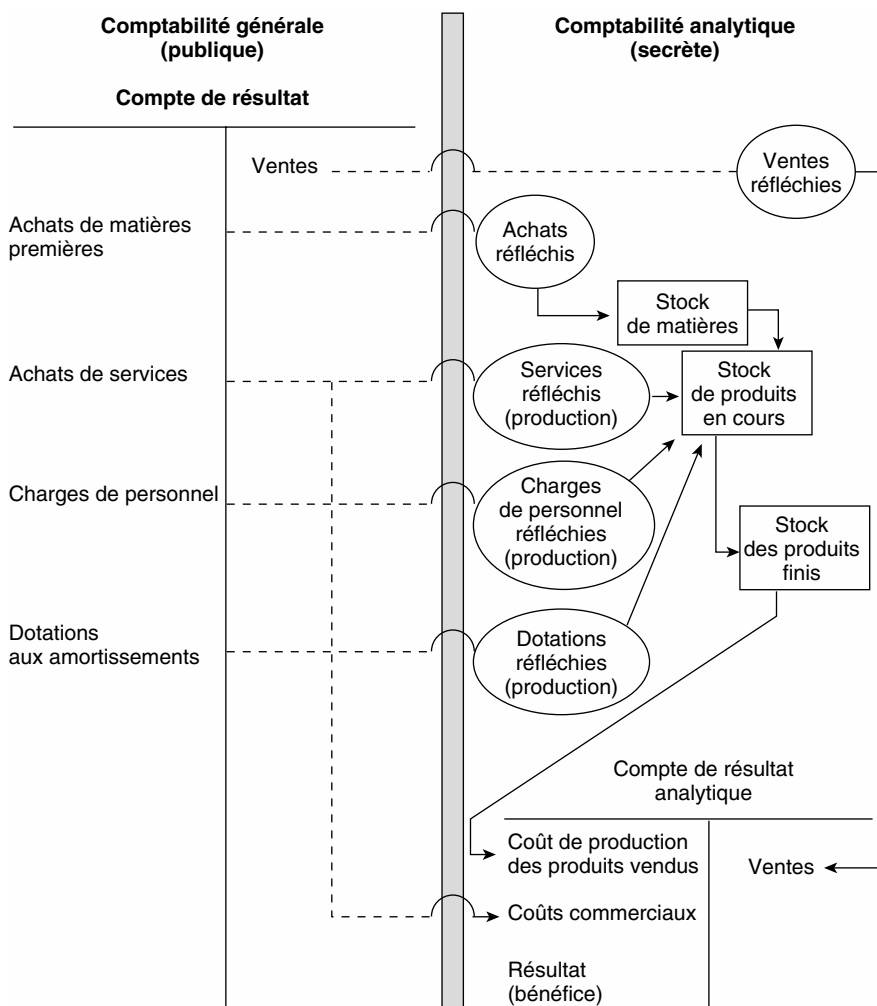 Comptabilité générale
(publique)
Comptabilité analytique
(secrète)
Compte de résultat
Ventes
Ventes
réfléchies
Achats de matières
premières
Achats
réfléchis
Stock
de matières
Achats de services
Services
réfléchis
(production)
Stock
de produits
en cours
Charges de personnel
Charges
de personnel
réfléchies
(production)
Stock
des produits
finis
Dotations
aux amortissements
Dotations
réfléchies
(production)
Compte de résultat
analytique
Coût de production
des produits vendus
Ventes
Coûts commerciaux
Résultat
(bénéfice)